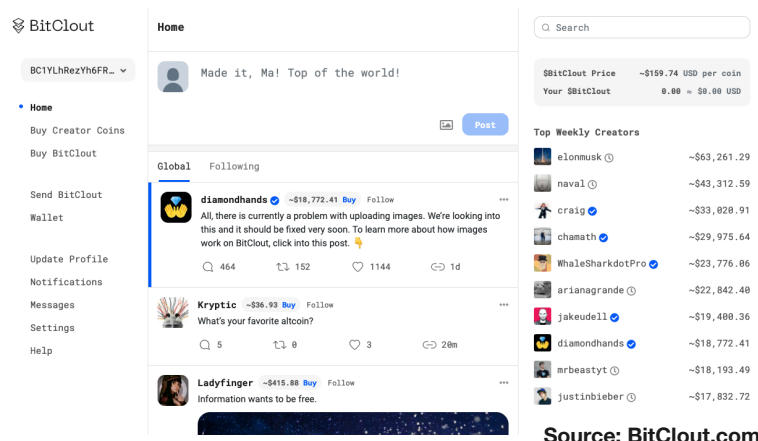 BitClout
BC1YLhRezYh6FR…
Home
Buy Creator Coins
Buy BitClout
Send BitClout
Wallet
Update Profile
Notifications
Messages
Settings
Help
Home
Made it, Ma! Top of the world!
Post
Global Following
diamondhands ~$18,772.41 Buy Follow
All, there is currently a problem with uploading images. We're looking into
this and it should be fixed very soon. To learn more about how images
work on BitClout, click into this post. 👇
464 152 1144 1d
Kryptic ~$36.93 Buy Follow
What's your favorite altcoin?
5 0 3 20m
Ladyfinger ~$415.88 Buy Follow
Information wants to be free.
Search
$BitClout Price ~$159.74 USD per coin
Your $BitClout 0.00 ≈ $0.00 USD
Top Weekly Creators
elonmusk ~$63,261.29
naval ~$43,312.59
craig ~$33,020.91
chamath ~$29,975.64
WhaleSharkdotPro ~$23,776.06
arianagrande ~$22,842.40
jakeudell ~$19,400.36
diamondhands ~$18,772.41
mrbeastyt ~$18,193.49
justinbieber ~$17,832.72
Source: BitClout.com